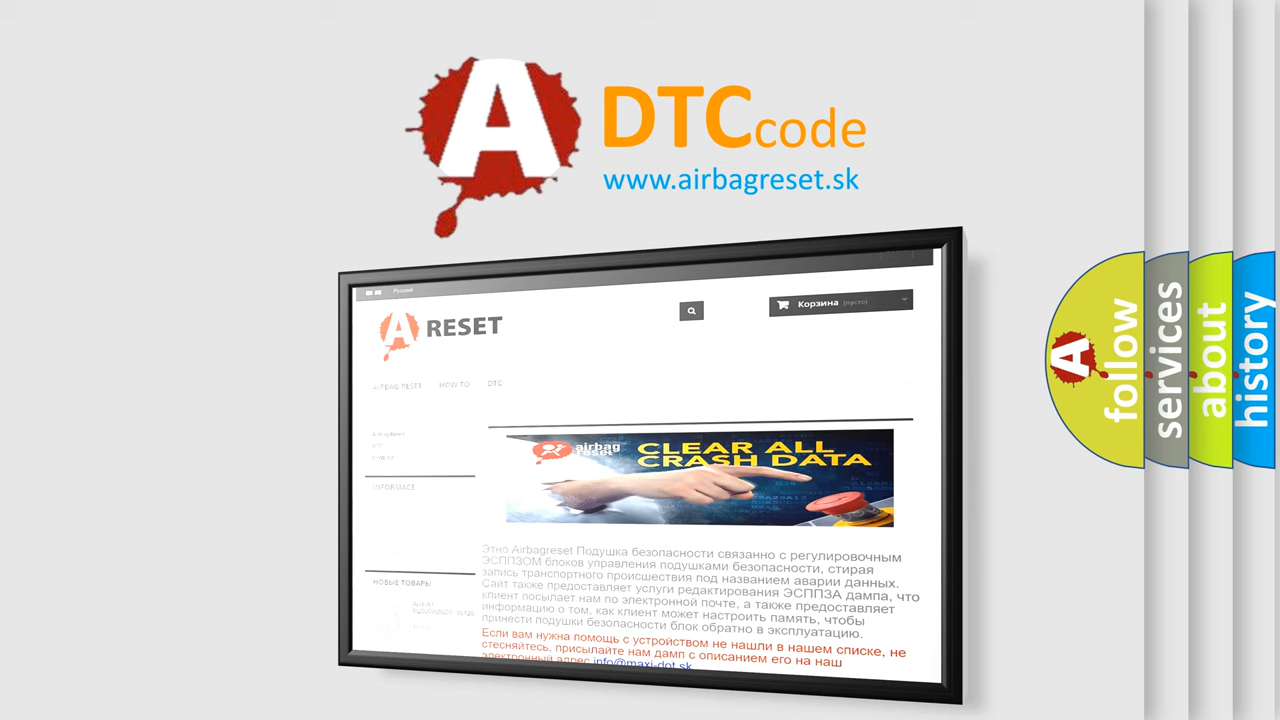 A
DTCcode
www.airbagreset.sk
Русский
A RESET
Корзина (пусто)
AIRBAG RESET HOW TO DTC
INFORMACE
НОВЫЕ ТОВАРЫ
airbag
reset
CLEAR ALL
CRASH DATA
Этно Airbagreset Подушка безопасности связанно с регулировочным
ЭСППЗОМ блоков управления подушками безопасности, стирая
запись транспортного происшествия под названием аварии данных.
Сайт также предоставляет услуги редактирования ЭСППЗА дампа, что
клиент посылает нам по электронной почте, а также предоставляет
информацию о том, как клиент может настроить память, чтобы
принести подушки безопасности блок обратно в эксплуатацию.
Если вам нужна помощь с устройством не нашли в нашем списке, не
стесняйтесь, присылайте нам дамп с описанием его на наш
электронный адрес info@maxi-dot.sk
A follow
services
about
history